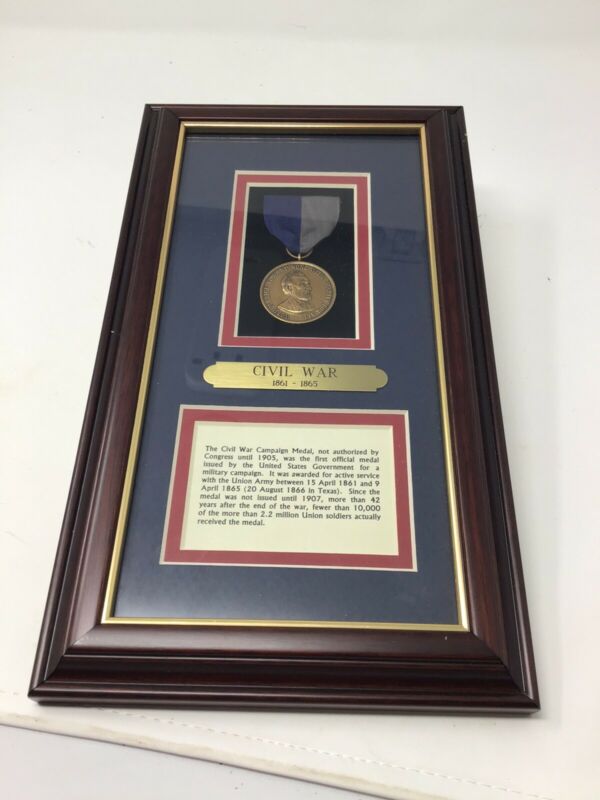 CIVIL WAR
1861 - 1865
The Civil War Campaign Medal, not authorized by
Congress until 1905, was the first official medal
issued by the United States Government for a
military campaign. It was awarded for active service
with the Union Army between 15 April 1861 and 9
April 1865 (20 August 1866 in Texas). Since the
medal was not issued until 1907, more than 42
years after the end of the war, fewer than 10,000
of the more than 2.2 million Union soldiers actually
received the medal.